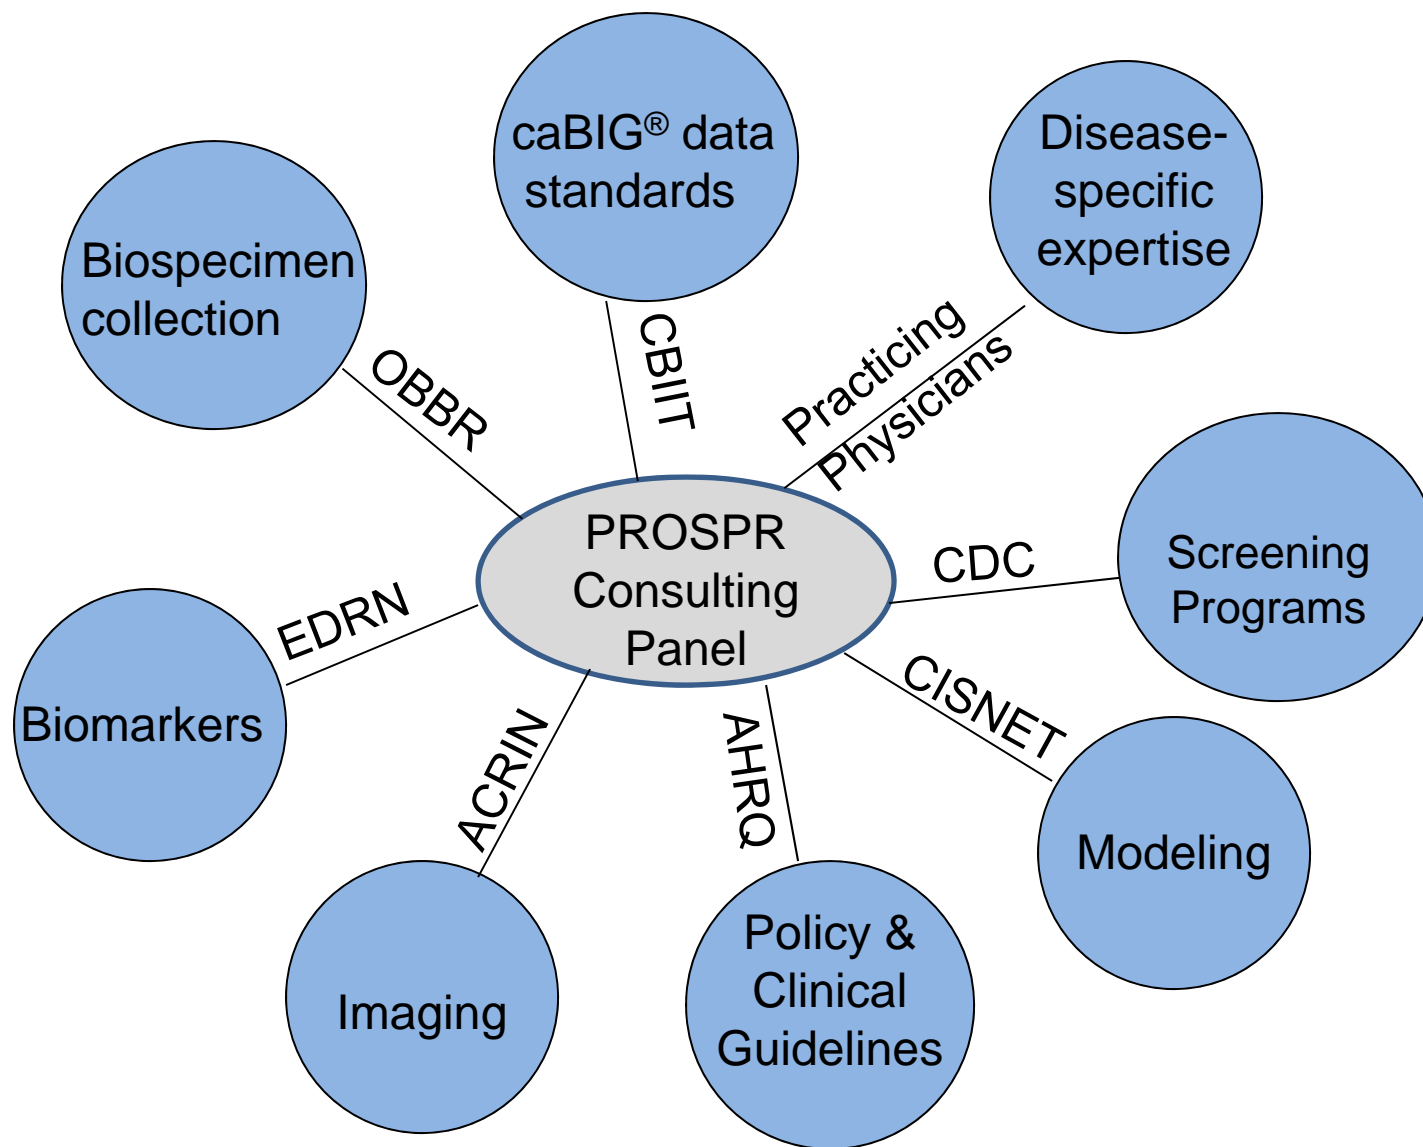 caBIG® data
standards
Disease-
specific
expertise
Biospecimen
collection
CBIIT
Practicing
Physicians
OBBR
PROSPR
Consulting
Panel
CDC
Screening
Programs
EDRN
CISNET
Biomarkers
ACRIN
AHRQ
Modeling
Imaging
Policy &
Clinical
Guidelines